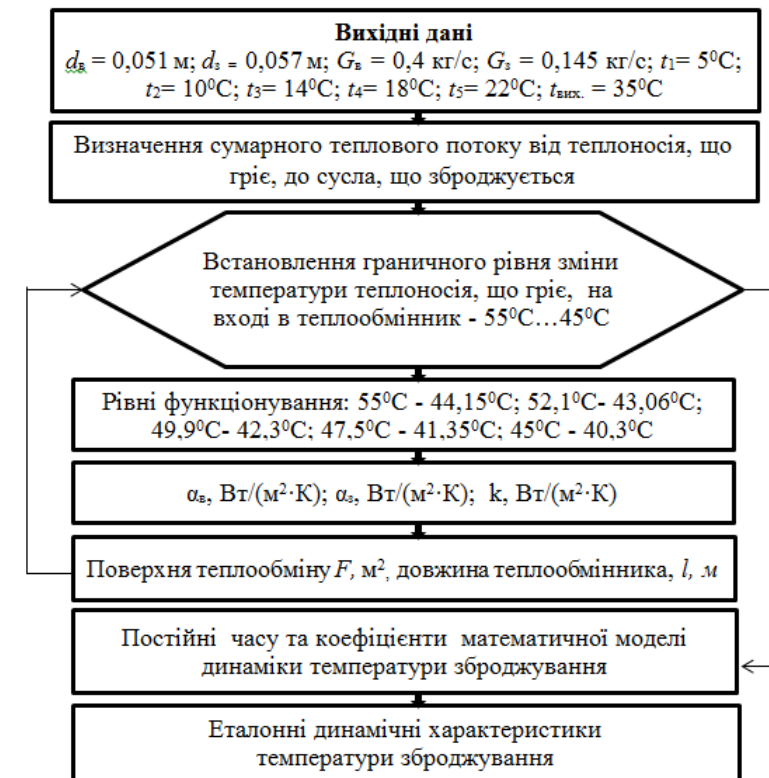 Вихідні дані
dв = 0,051 м; dз = 0,057 м; Gв = 0,4 кг/с; Gз = 0,145 кг/с; t1= 5⁰С;
t2= 10⁰С; t3= 14⁰С; t4= 18⁰С; t5= 22⁰С; tвих. = 35⁰С
Визначення сумарного теплового потоку від теплоносія, що
гріє, до сусла, що зброджується
Встановлення граничного рівня зміни
температури теплоносія, що гріє, на
вході в теплообмінник - 55⁰С…45⁰С
Рівні функціонування: 55⁰С - 44,15⁰С; 52,1⁰С- 43,06⁰С;
49,9⁰С- 42,3⁰С; 47,5⁰С - 41,35⁰С; 45⁰С - 40,3⁰С
αв, Вт/(м²·К); αз, Вт/(м²·К); k, Вт/(м²·К)
Поверхня теплообміну F, м², довжина теплообмінника, l, м
Постійні часу та коефіцієнти математичної моделі
динаміки температури зброджування
Еталонні динамічні характеристики
температури зброджування